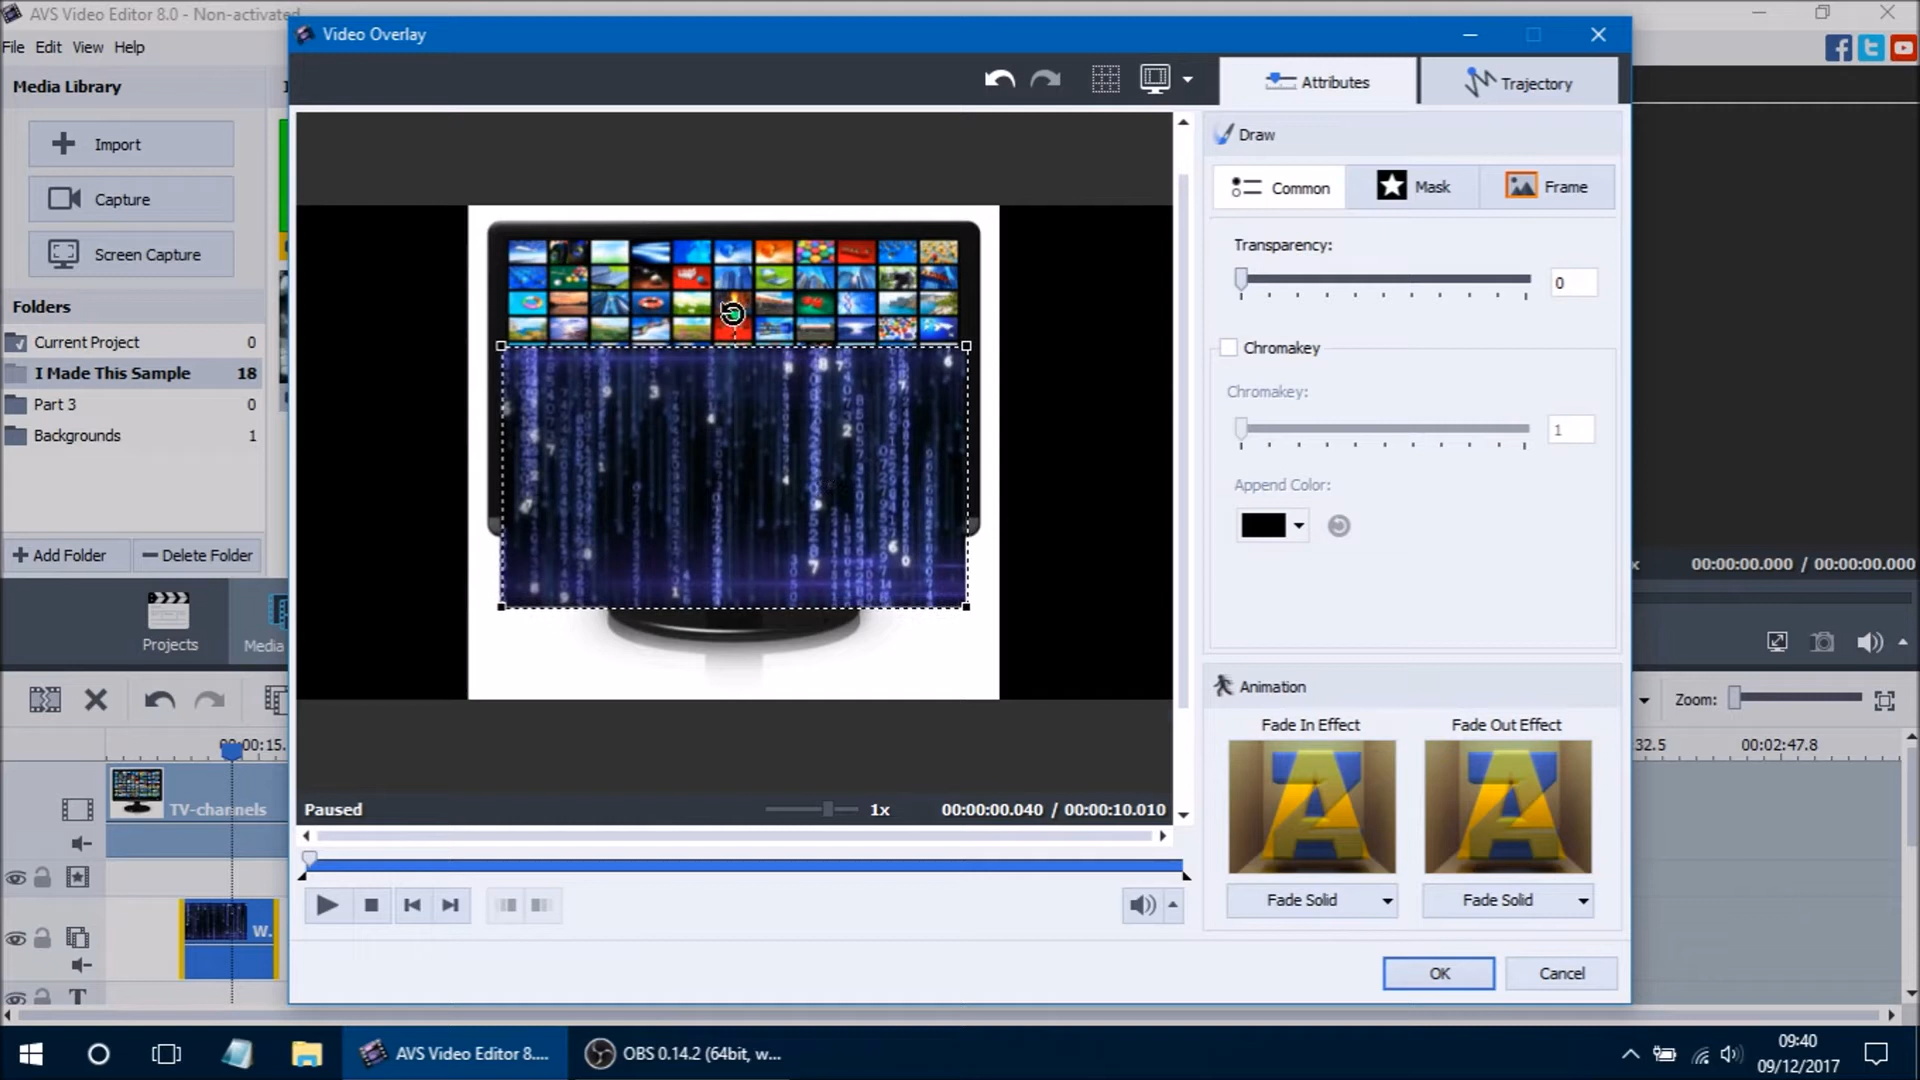 AVS Video Editor 8.0 - Non-activated
Video Overlay
File Edit View Help
Media Library
Attributes
Trajectory
Draw
Import
Common
Mask
Frame
Capture
Transparency:
Screen Capture
0
Folders
Current Project 0
Chromakey
I Made This Sample 18
Chromakey:
Part 3 0
Backgrounds 1
1
Append Color:
Add Folder
Delete Folder
00:00:00.000 / 00:00:00.000
Projects
Media
Animation
Zoom:
Fade In Effect
Fade Out Effect
32.5
00:02:47.8
TV-channels
Paused
1x
00:00:00.040 / 00:00:10.010
Fade Solid
Fade Solid
W.
OK
Cancel
T
AVS Video Editor 8....
OBS 0.14.2 (64bit, w...
09:40
09/12/2017